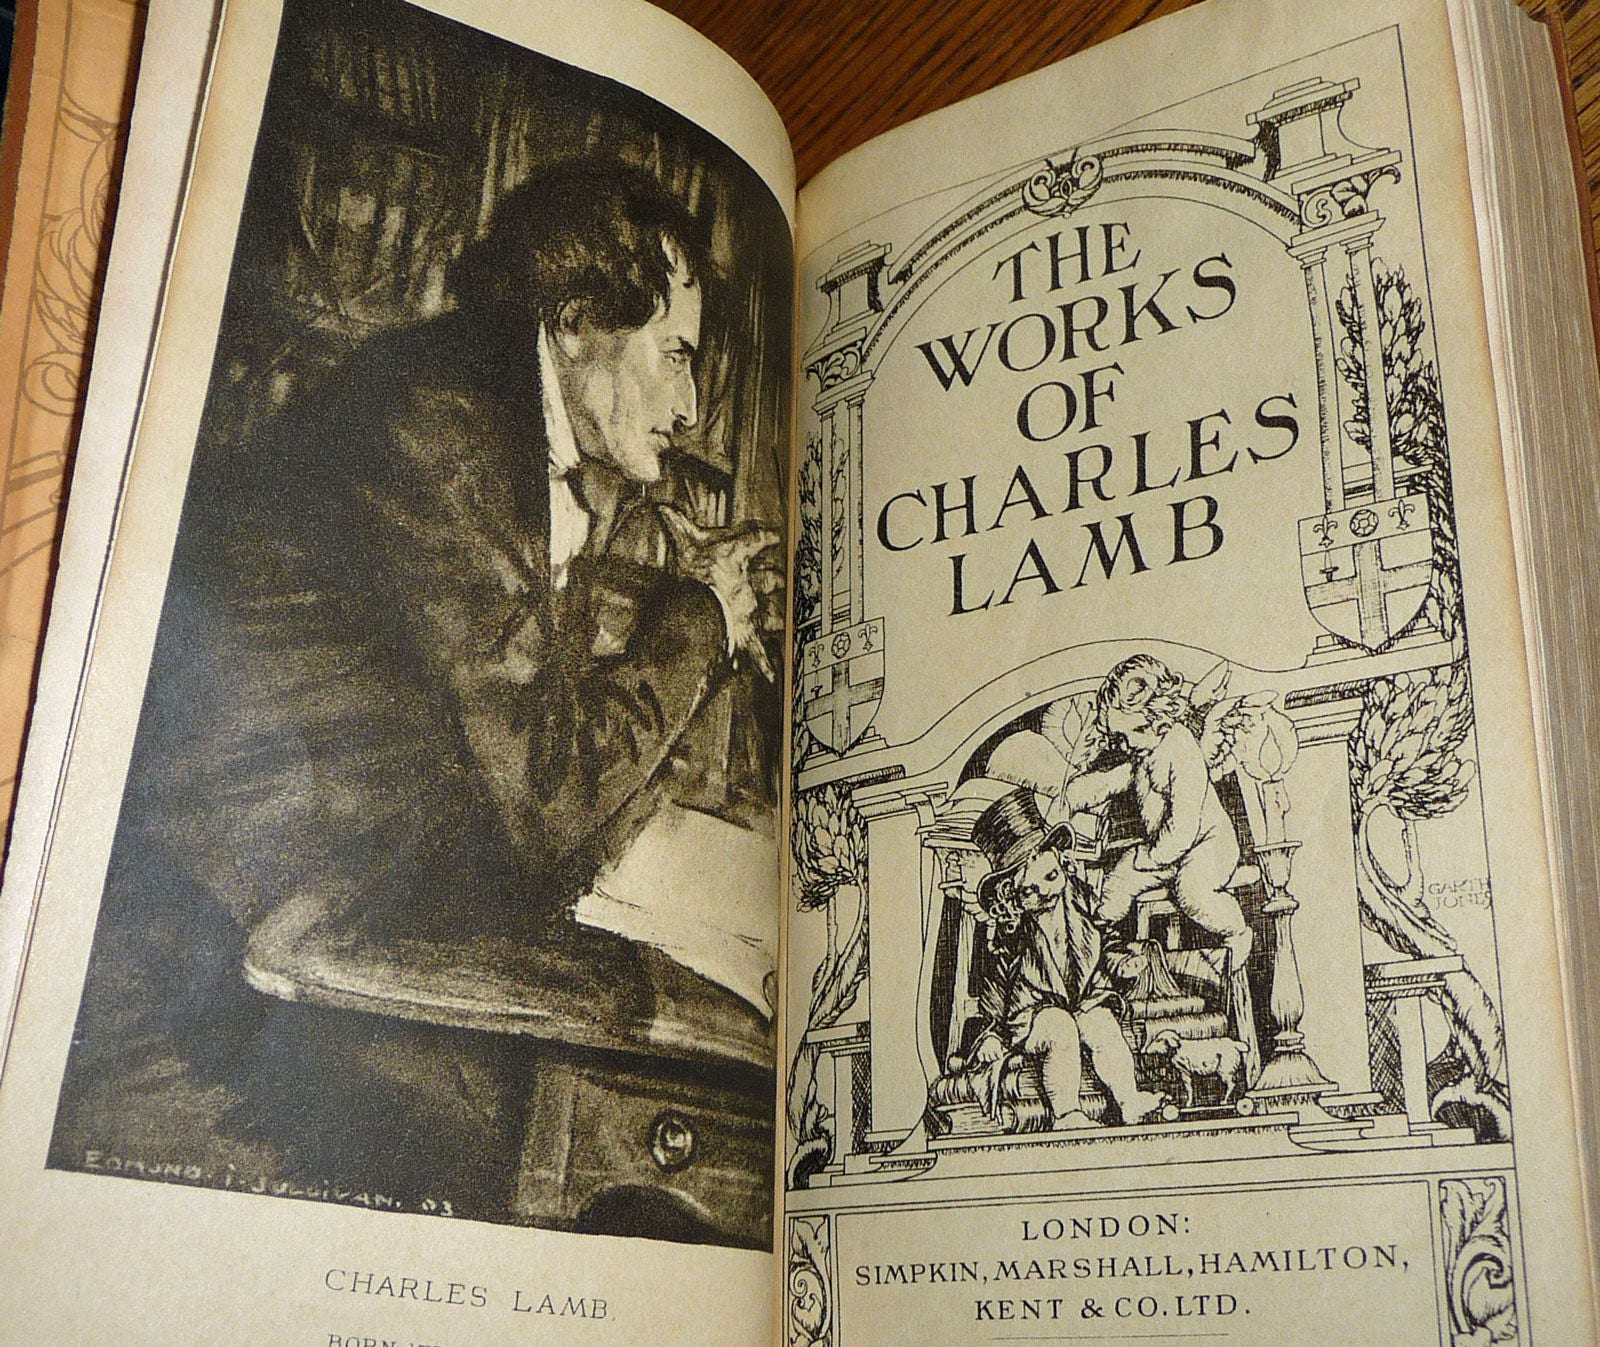 EDMUND. J. SULLIVAN. 03
CHARLES LAMB.
BORN
THE
WORKS
OF
CHARLES
LAMB
GARTH
JONES
LONDON:
SIMPKIN, MARSHALL, HAMILTON,
KENT & CO. LTD.